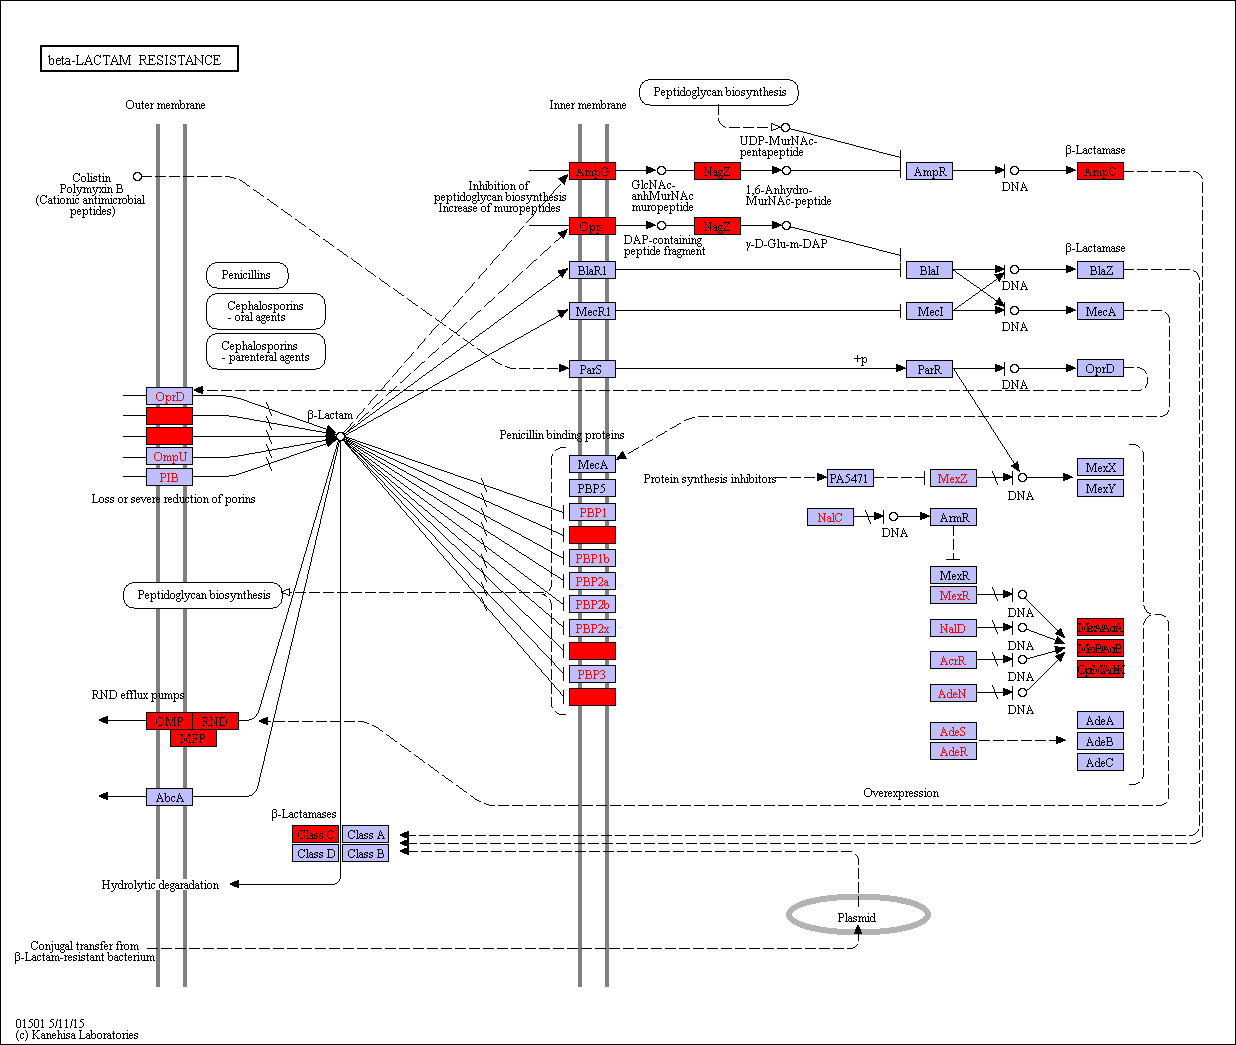 beta-LACTAM RESISTANCE
Outer membrane
Inner membrane
Peptidoglycan biosynthesis
UDP-MurNAc-
pentapeptide
β-Lactamase
Colistin
Polymyxin B
(Cationic antimicrobial
peptides)
Inhibition of
peptidoglycan biosynthesis
Increase of muropeptides
AmpG
GlcNAc-
anhMurNAc
muropeptide
NagZ
1,6-Anhydro-
MurNAc-peptide
AmpR
DNA
AmpC
Opp
DAP-containing
peptide fragment
NagZ
γ-D-Glu-m-DAP
β-Lactamase
Penicillins
BlaR1
BlaI
DNA
BlaZ
Cephalosporins
- oral agents
MecR1
MecI
DNA
MecA
Cephalosporins
- parenteral agents
ParS
+p
ParR
DNA
OprD
OprD
β-Lactam
OmpU
PIB
Loss or severe reduction of porins
Penicillin binding proteins
MecA
PBP5
PBP1
PBP1b
PBP2a
PBP2b
PBP2x
PBP3
Protein synthesis inhibitors
PA5471
MexZ
DNA
MexX
MexY
NalC
DNA
ArmR
MexR
MexR
DNA
NalD
DNA
AcrR
DNA
AdeN
DNA
AdeS
AdeR
AdeA
AdeB
AdeC
Peptidoglycan biosynthesis
RND efflux pumps
OMP
RND
MFP
AbcA
Overexpression
β-Lactamases
Class C
Class A
Class D
Class B
Hydrolytic degradation
Plasmid
Conjugal transfer from
β-Lactam-resistant bacterium
01501 5/11/15
(c) Kanehisa Laboratories